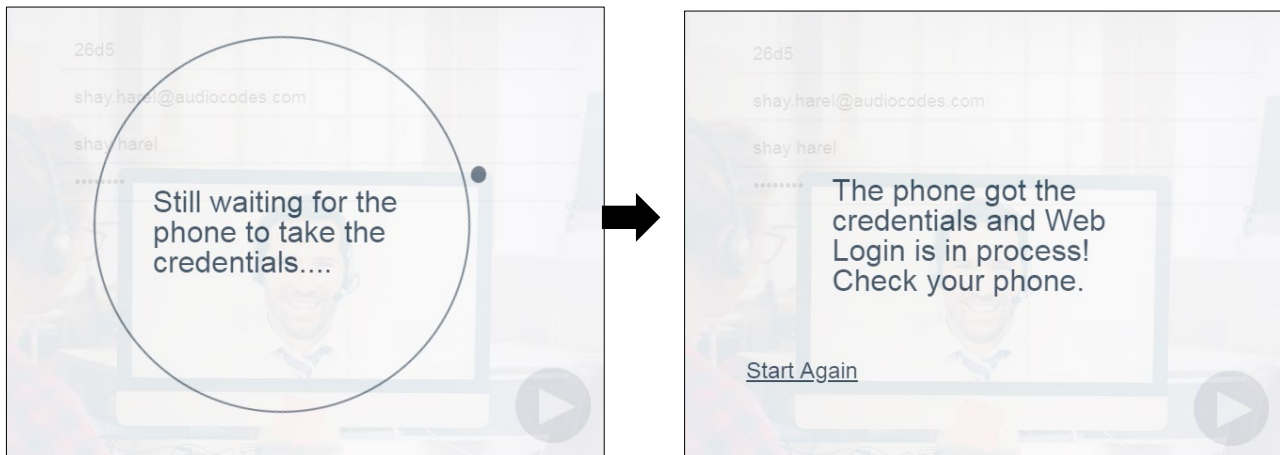 26d5
shay.harel@audiocodes.com
shay harel
••••••••
Still waiting for the
phone to take the
credentials....
26d5
shay.harel@audiocodes.com
shay harel
••••••••
The phone got the
credentials and Web
Login is in process!
Check your phone.
Start Again